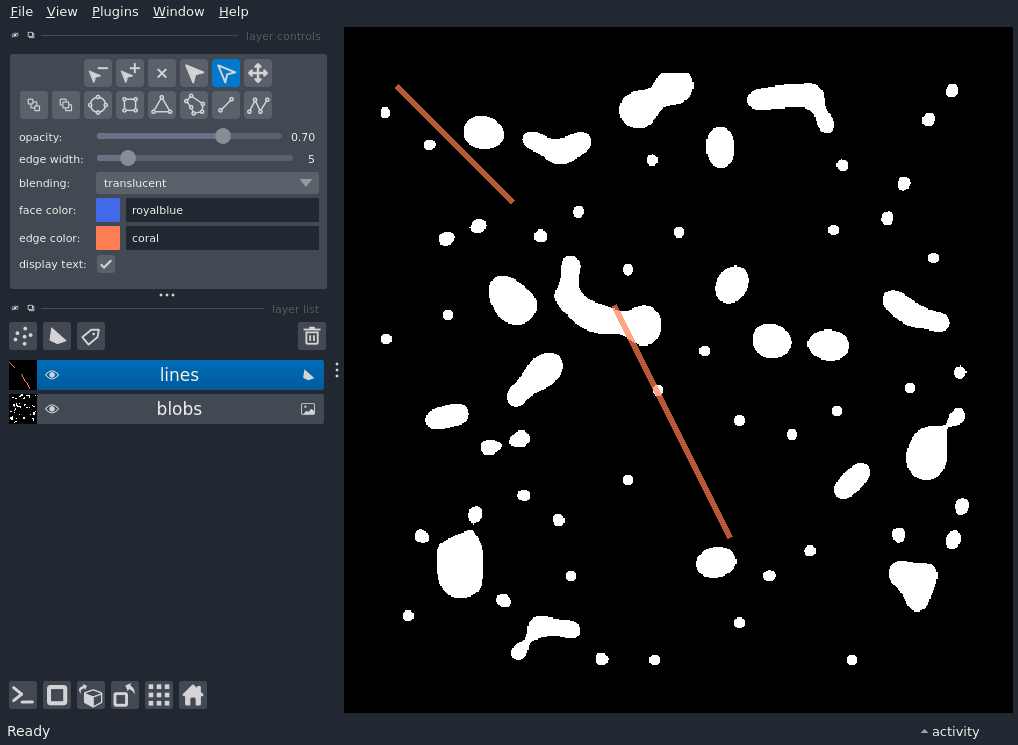 File View Plugins Window Help
layer controls
opacity: 0.70
edge width: 5
blending: translucent
face color: royalblue
edge color: coral
display text:
layer list
lines
blobs
Ready
activity